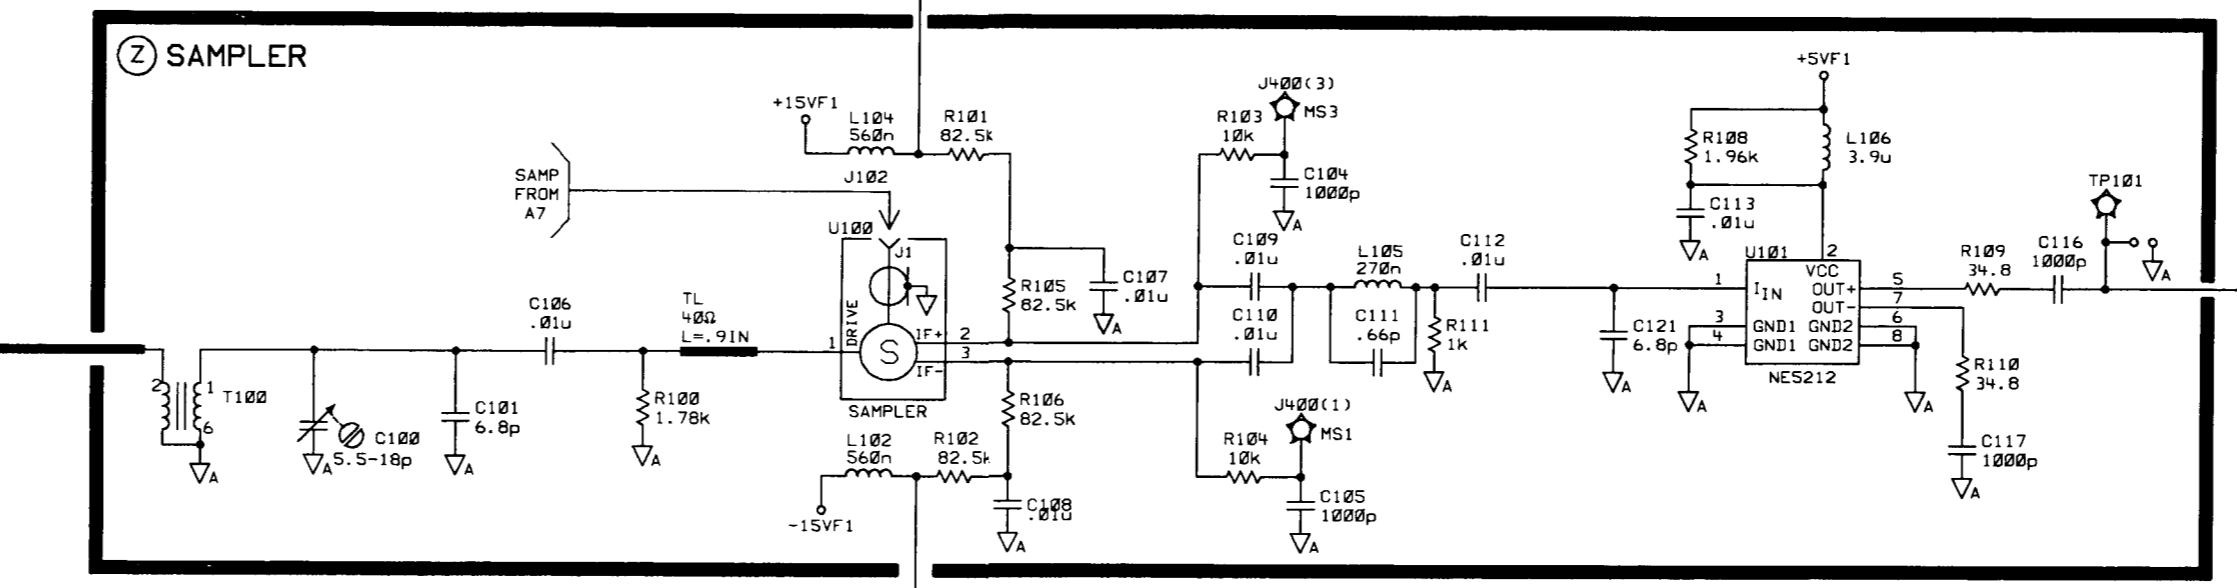 Z SAMPLER
+15VF1
L104
560n
R101
82.5k
J102
SAMP
FROM
A7
U100
J1
DRIVE
1
S
IF+ 2
3
IF-
SAMPLER
2
1
6
T100
A
C100
5.5-18p
A
C101
6.8p
A
C106
.01u
R100
1.78k
A
TL
40Ω
L=.9IN
R105
82.5k
C107
.01u
A
R106
82.5k
L102
560n
R102
82.5k
-15VF1
C108
.01u
A
J400(3)
MS3
R103
10k
C104
1000p
A
C109
.01u
C110
.01u
L105
270n
C111
.66p
R111
1k
A
C112
.01u
J400(1)
MS1
R104
10k
C105
1000p
A
C121
6.8p
A
+5VF1
R108
1.96k
L106
3.9u
C113
.01u
A
U101
2
VCC
1
IIN
OUT+ 5
OUT- 7
3 GND1 GND2 6
4 GND1 GND2 8
NE5212
A
A
R109
34.8
C116
1000p
TP101
A
R110
34.8
C117
1000p
A